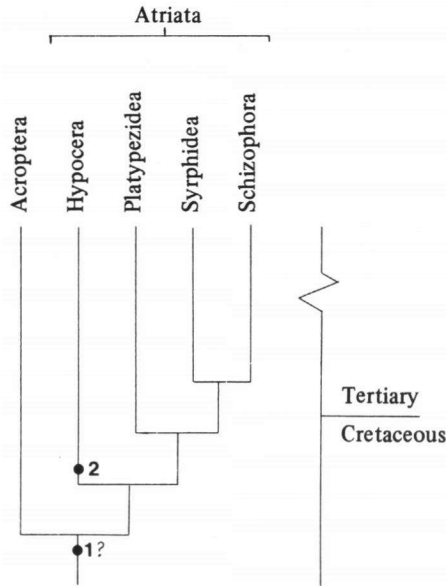 Atriata
Acroptera
Hypocera
Platypezidea
Syrphidea
Schizophora
Tertiary
Cretaceous
2
1?